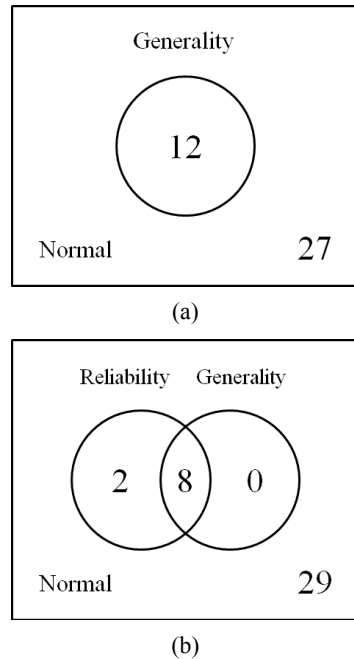 Generality
12
Normal 27
(a)
Reliability Generality
2 8 0
Normal 29
(b)